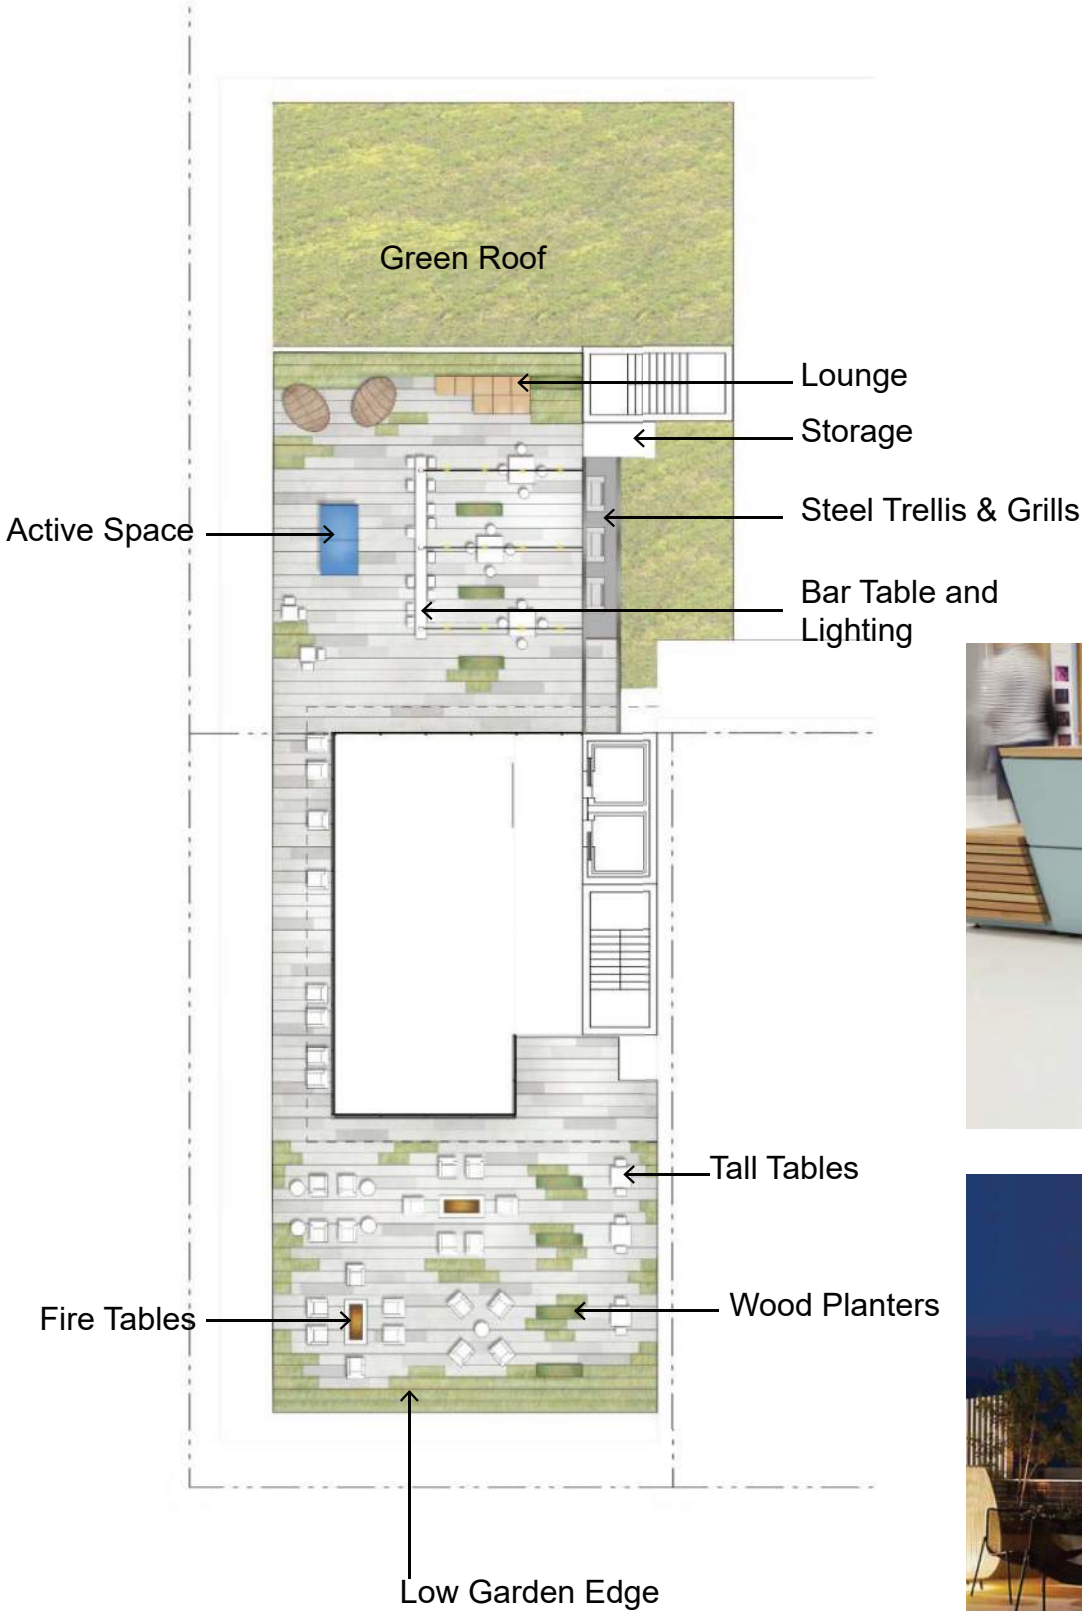 Green Roof
Lounge
Storage
Steel Trellis & Grills
Active Space
Bar Table and
Lighting
Tall Tables
Wood Planters
Fire Tables
Low Garden Edge